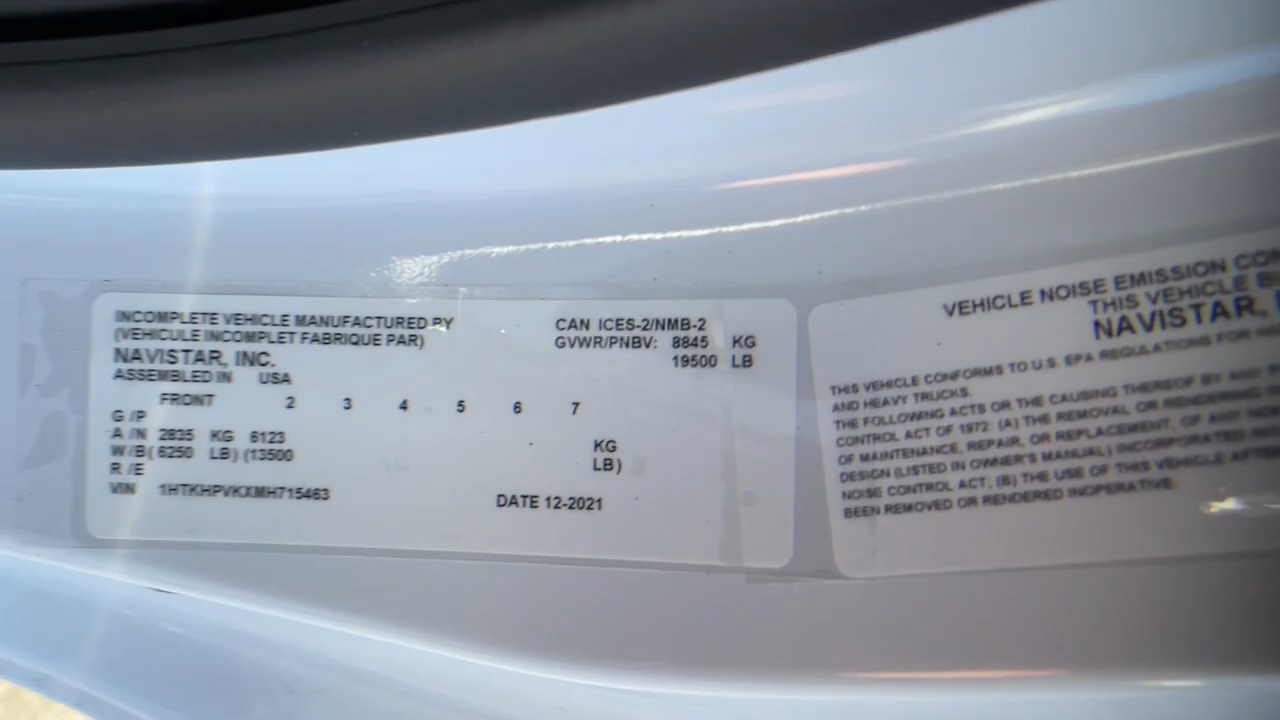 INCOMPLETE VEHICLE MANUFACTURED BY
(VEHICULE INCOMPLET FABRIQUE PAR)
NAVISTAR, INC.
ASSEMBLED IN USA
CAN ICES-2/NMB-2
GVWR/PNBV: 8845 KG
19500 LB
FRONT 2 3 4 5 6 7
G /P
A /N 2835 KG 6123 KG
W/B( 6250 LB) (13500 LB)
R /E
VIN 1HTKHPVKXMH715463
DATE 12-2021
VEHICLE NOISE EMISSION
THIS VEHICLE
NAVISTAR,
THIS VEHICLE CONFORMS TO U.S. EPA REGULATIONS FOR
AND HEAVY TRUCKS.
THE FOLLOWING ACTS OR THE CAUSING THEREOF BY ANY
CONTROL ACT OF 1972: (A) THE REMOVAL OR RENDERING
OF MAINTENANCE, REPAIR, OR REPLACEMENT, OF ANY
DESIGN (LISTED IN OWNER'S MANUAL) INCORPORATED
NOISE CONTROL ACT; (B) THE USE OF THIS VEHICLE AFTER
BEEN REMOVED OR RENDERED INOPERATIVE